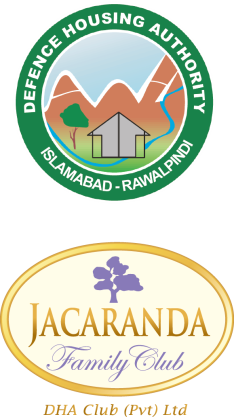 DEFENCE HOUSING AUTHORITY
ISLAMABAD - RAWALPINDI
JACARANDA
Family Club
DHA Club (Pvt) Ltd